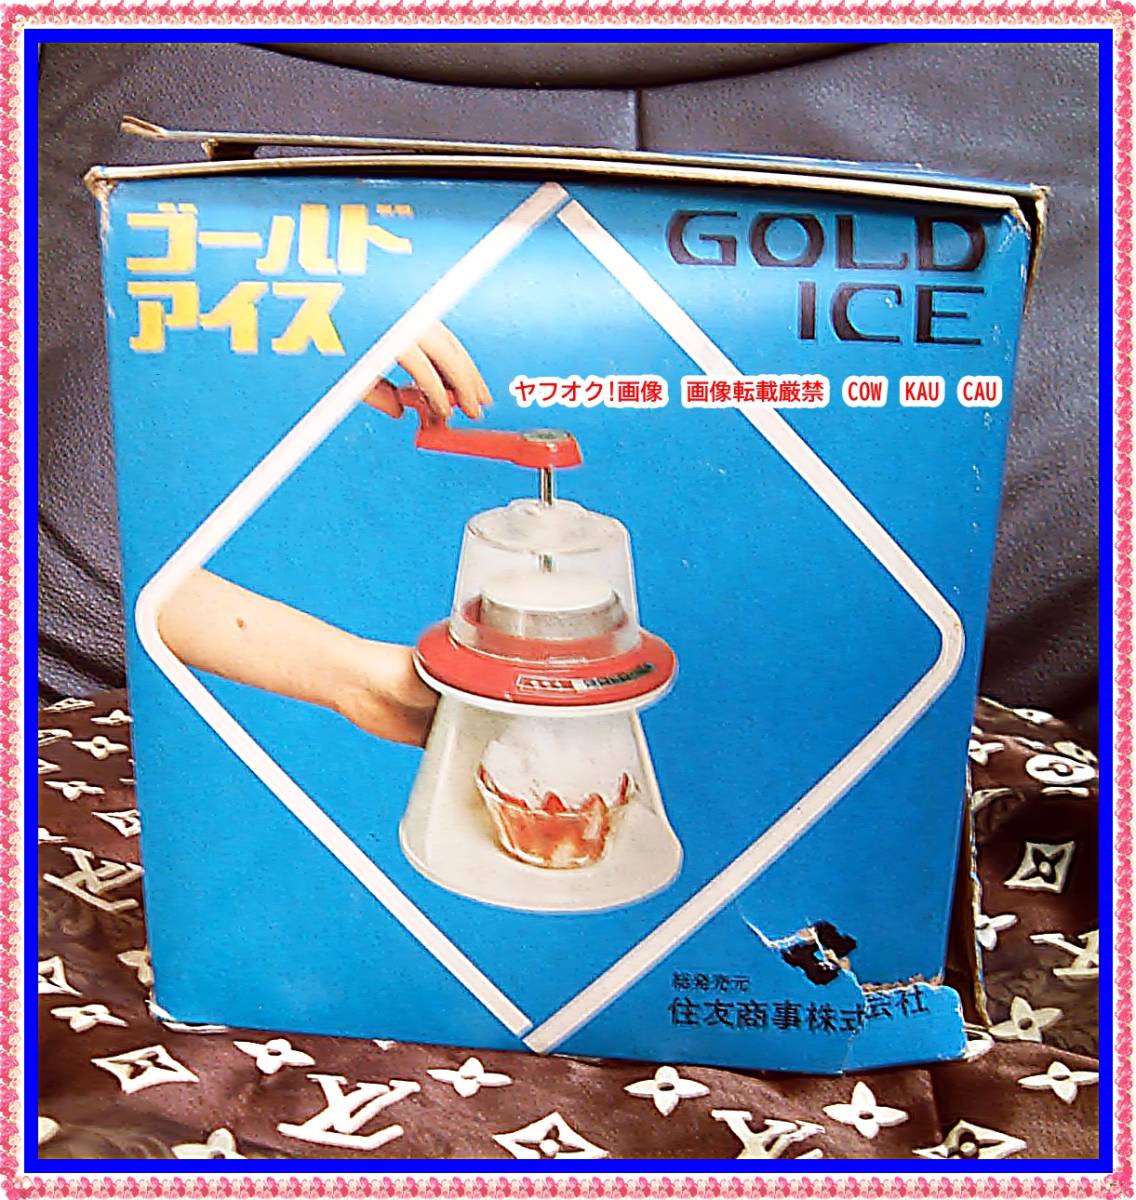 ゴールド
アイス
GOLD
ICE
ヤフオク!画像 画像転載厳禁 COW KAU CAU
総発売元
住友商事株式会社